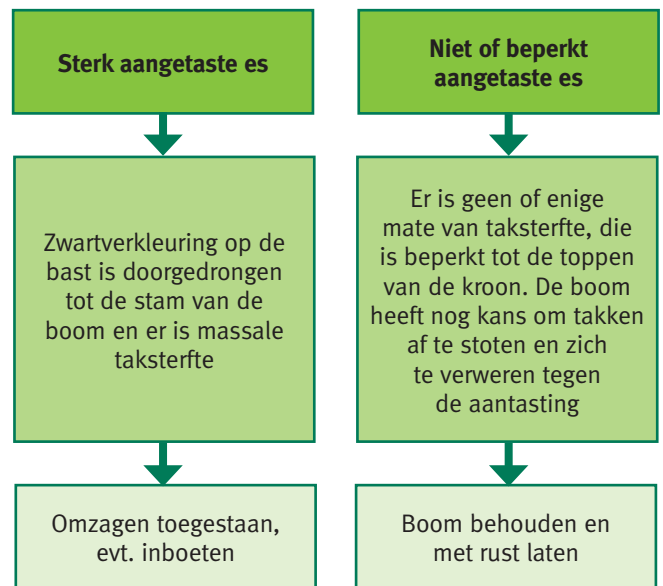 Sterk aangetaste es
Zwartverkleuring op de
bast is doorgedrongen
tot de stam van de
boom en er is massale
taksterfte
Omzagen toegestaan,
evt. inboeten
Niet of beperkt
aangetaste es
Er is geen of enige
mate van taksterfte, die
is beperkt tot de toppen
van de kroon. De boom
heeft nog kans om takken
af te stoten en zich
te verweren tegen
de aantasting
Boom behouden en
met rust laten